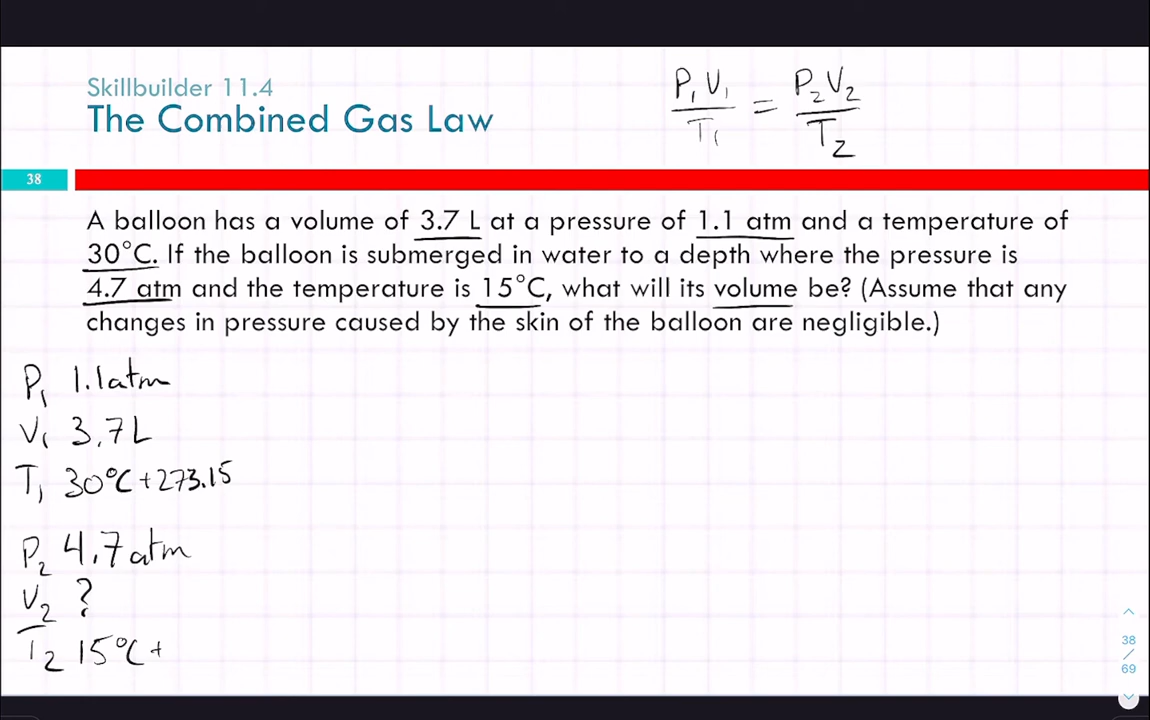 Skillbuilder 11.4
The Combined Gas Law
P₁V₁/T₁ = P₂V₂/T₂
38
A balloon has a volume of 3.7 L at a pressure of 1.1 atm and a temperature of
30°C. If the balloon is submerged in water to a depth where the pressure is
4.7 atm and the temperature is 15°C, what will its volume be? (Assume that any
changes in pressure caused by the skin of the balloon are negligible.)
P₁ 1.1atm
V₁ 3.7L
T₁ 30°C+273.15
P₂ 4.7atm
V₂ ?
T₂ 15°C+
38
/
69